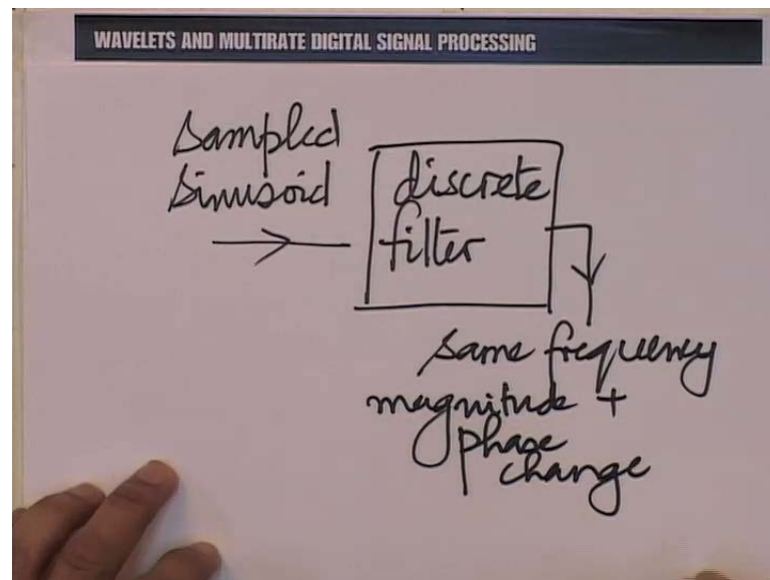 WAVELETS AND MULTIRATE DIGITAL SIGNAL PROCESSING
Sampled
Sinusoid
discrete
filter
same frequency
magnitude +
phase
change